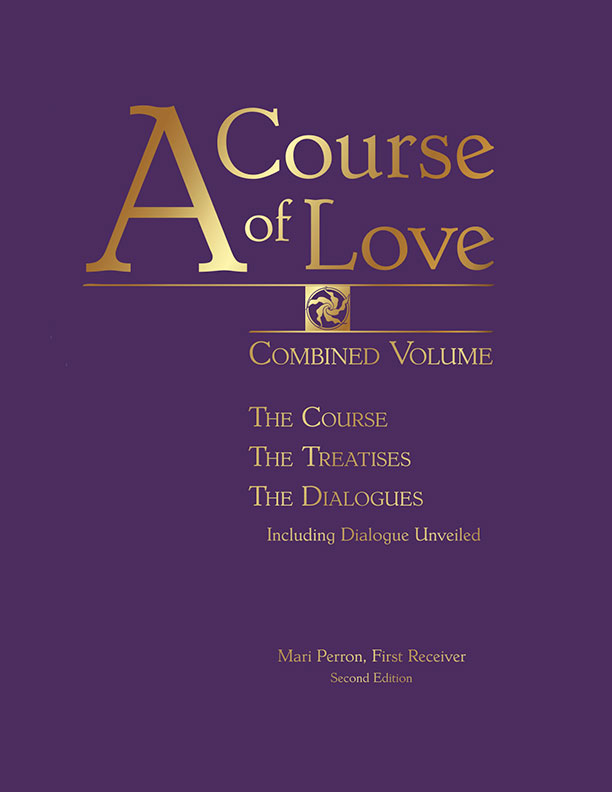 A Course
of Love
COMBINED VOLUME
THE COURSE
THE TREATISES
THE DIALOGUES
Including Dialogue Unveiled
Mari Perron, First Receiver
Second Edition